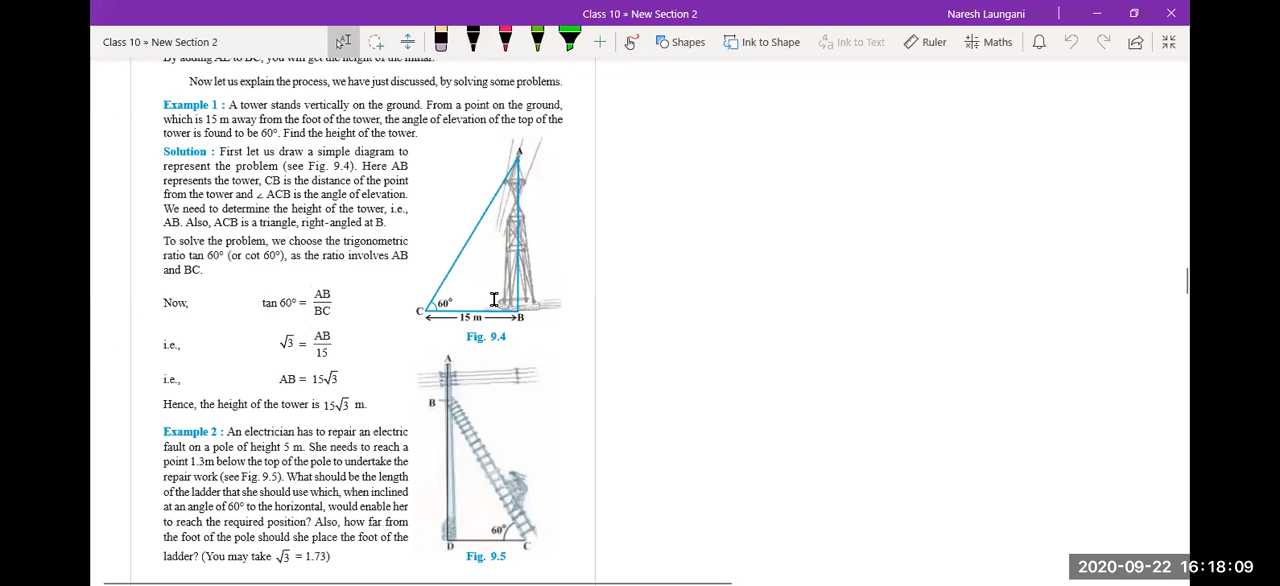 Class 10 » New Section 2
Naresh Laungani
Class 10 » New Section 2
Shapes
Ink to Shape
Ink to Text
Ruler
Maths
By adding AE to BC, you will get the height of the minar.
Now let us explain the process, we have just discussed, by solving some problems.
Example 1 : A tower stands vertically on the ground. From a point on the ground,
which is 15 m away from the foot of the tower, the angle of elevation of the top of the
tower is found to be 60°. Find the height of the tower.
Solution : First let us draw a simple diagram to
represent the problem (see Fig. 9.4). Here AB
represents the tower, CB is the distance of the point
from the tower and ∠ ACB is the angle of elevation.
We need to determine the height of the tower, i.e.,
AB. Also, ACB is a triangle, right-angled at B.
To solve the problem, we choose the trigonometric
ratio tan 60° (or cot 60°), as the ratio involves AB
and BC.
Now, tan 60° = AB/BC
i.e., √3 = AB/15
i.e., AB = 15√3
Hence, the height of the tower is 15√3 m.
A
60°
C
15 m
B
Fig. 9.4
Example 2 : An electrician has to repair an electric
fault on a pole of height 5 m. She needs to reach a
point 1.3m below the top of the pole to undertake the
repair work (see Fig. 9.5). What should be the length
of the ladder that she should use which, when inclined
at an angle of 60° to the horizontal, would enable her
to reach the required position? Also, how far from
the foot of the pole should she place the foot of the
ladder? (You may take √3 = 1.73)
A
B
60°
D
C
Fig. 9.5
2020-09-22 16:18:09